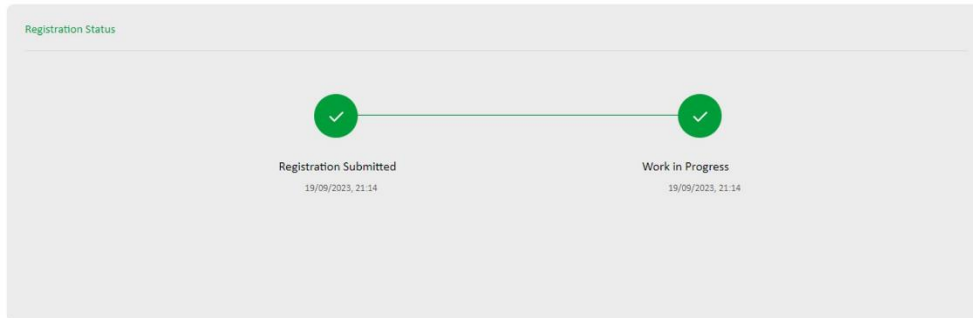 Registration Status
Registration Submitted
19/09/2023, 21:14
Work in Progress
19/09/2023, 21:14